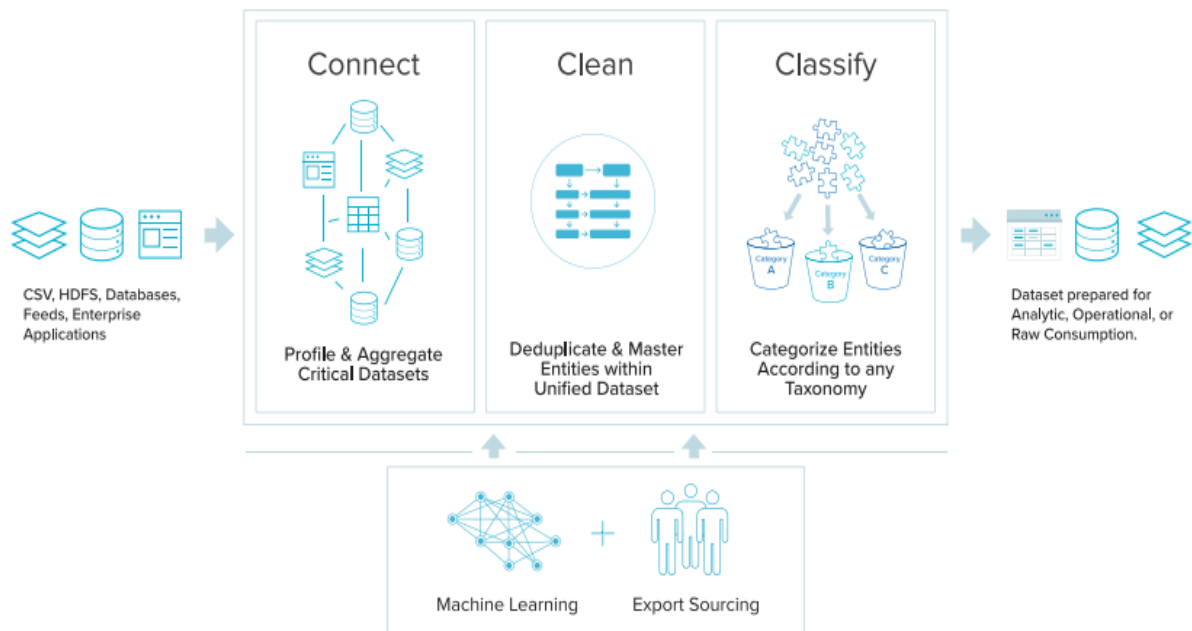 Connect
Clean
Classify
Category
A
Category
B
Category
C
CSV, HDFS, Databases,
Feeds, Enterprise
Applications
Profile & Aggregate
Critical Datasets
Deduplicate & Master
Entities within
Unified Dataset
Categorize Entities
According to any
Taxonomy
Dataset prepared for
Analytic, Operational, or
Raw Consumption.
Machine Learning
Export Sourcing